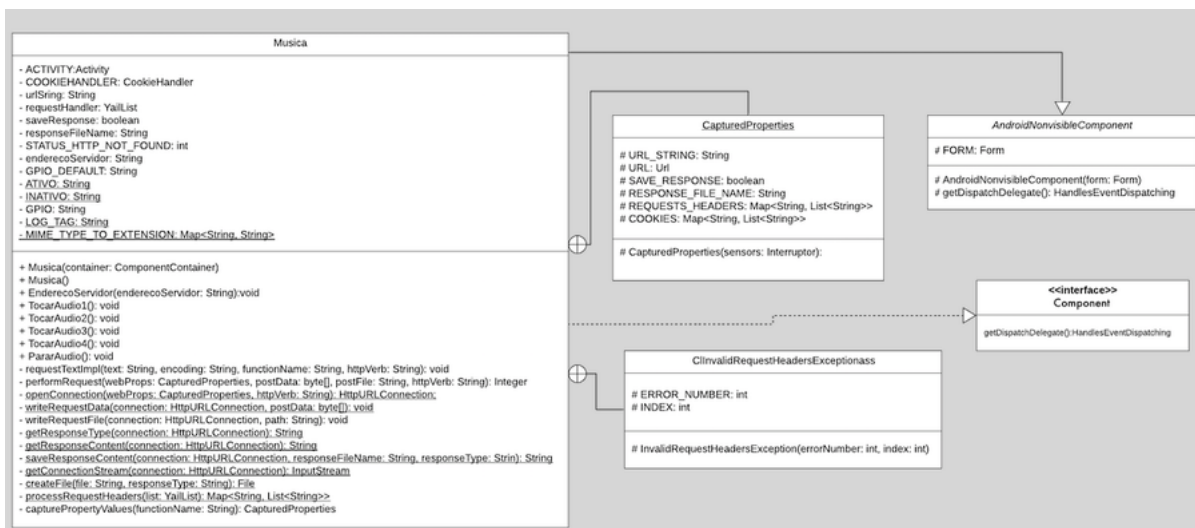 Musica
- ACTIVITY:Activity
- COOKIEHANDLER: CookieHandler
- urlSring: String
- requestHandler: YailList
- saveResponse: boolean
- responseFileName: String
- STATUS_HTTP_NOT_FOUND: int
- enderecoServidor: String
- GPIO_DEFAULT: String
- ATIVO: String
- INATIVO: String
- GPIO: String
- LOG_TAG: String
- MIME_TYPE_TO_EXTENSION: Map<String, String>
+ Musica(container: ComponentContainer)
+ Musica()
+ EnderecoServidor(enderecoServidor: String):void
+ TocarAudio1(): void
+ TocarAudio2(): void
+ TocarAudio3(): void
+ TocarAudio4(): void
+ PararAudio(): void
- requestTextImpl(text: String, encoding: String, functionName: String, httpVerb: String): void
- performRequest(webProps: CapturedProperties, postData: byte[], postFile: String, httpVerb: String): Integer
- openConnection(webProps: CapturedProperties, httpVerb: String): HttpURLConnection;
- writeRequestData(connection: HttpURLConnection, postData: byte[]): void
- writeRequestFile(connection: HttpURLConnection, path: String): void
- getResponseType(connection: HttpURLConnection): String
- getResponseContent(connection: HttpURLConnection): String
- saveResponseContent(connection: HttpURLConnection, responseFileName: String, responseType: Strin): String
- getConnectionStream(connection: HttpURLConnection): InputStream
- createFile(file: String, responseType: String): File
- processRequestHeaders(list: YailList): Map<String, List<String>>
- capturePropertyValues(functionName: String): CapturedProperties
CapturedProperties
# URL_STRING: String
# URL: Url
# SAVE_RESPONSE: boolean
# RESPONSE_FILE_NAME: String
# REQUESTS_HEADERS: Map<String, List<String>>
# COOKIES: Map<String, List<String>>
# CapturedProperties(sensors: Interruptor):
AndroidNonvisibleComponent
# FORM: Form
# AndroidNonvisibleComponent(form: Form)
# getDispatchDelegate(): HandlesEventDispatching
<<interface>>
Component
getDispatchDelegate():HandlesEventDispatching
ClInvalidRequestHeadersExceptionass
# ERROR_NUMBER: int
# INDEX: int
# InvalidRequestHeadersException(errorNumber: int, index: int)